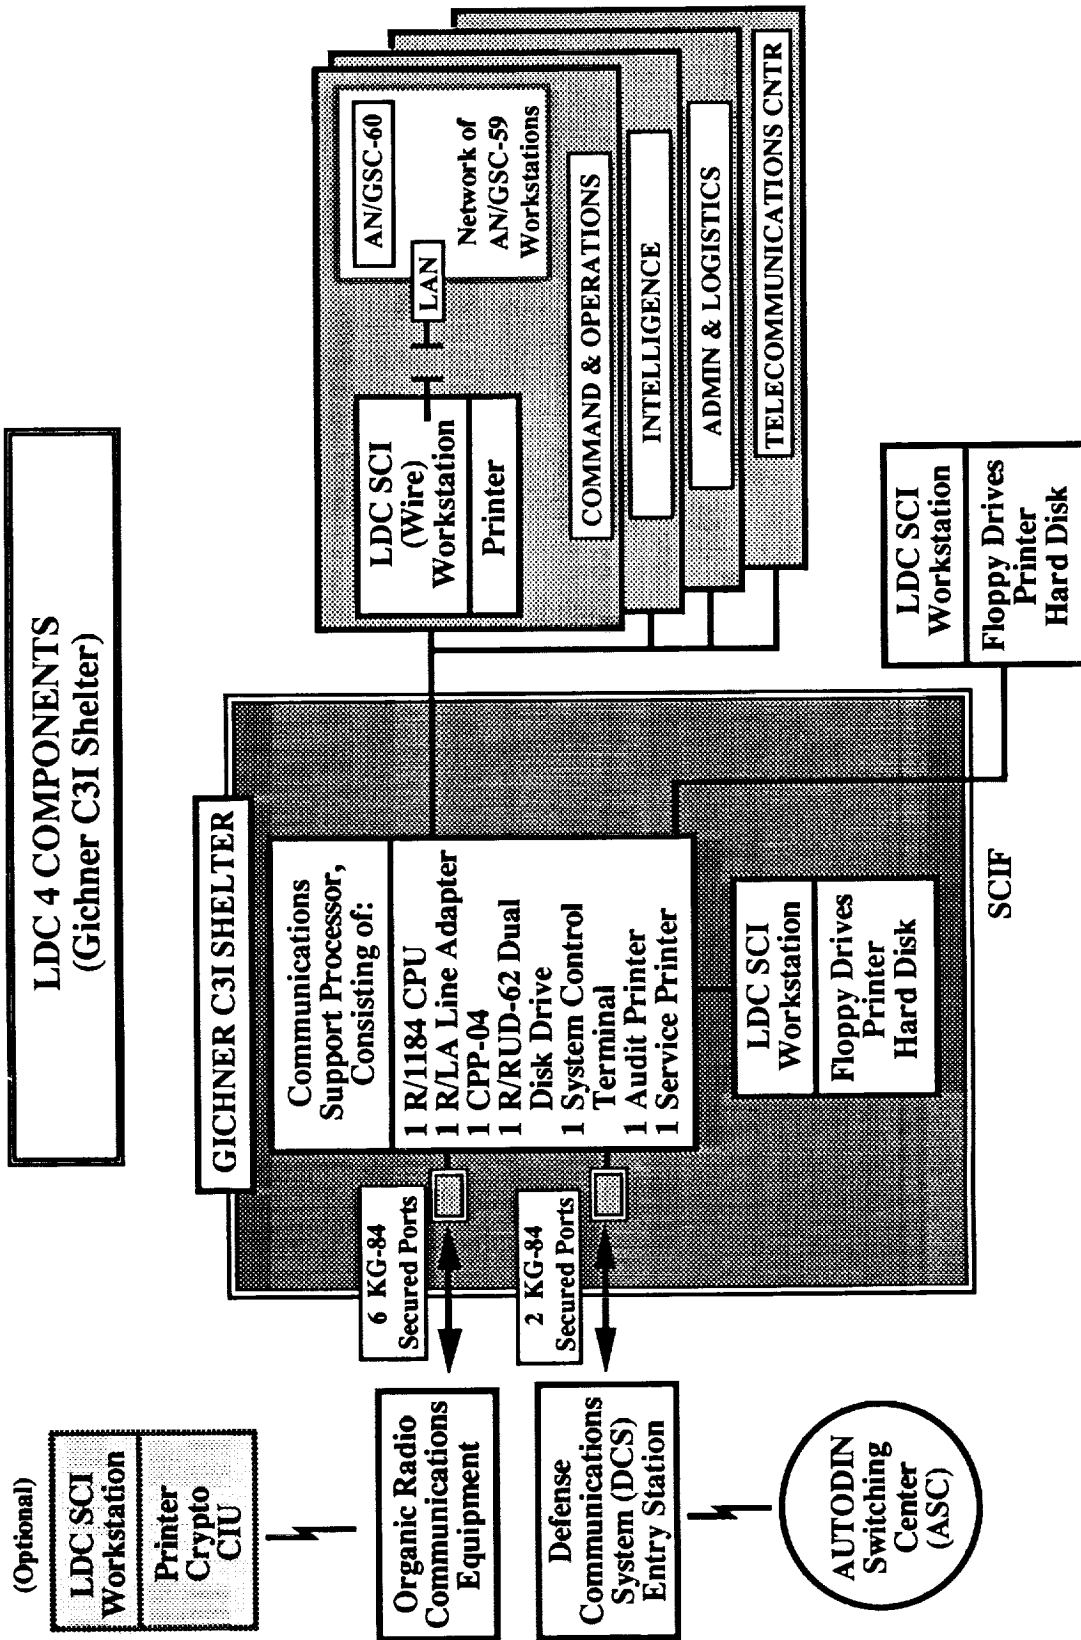 LDC 4 COMPONENTS
(Gichner C3I Shelter)
(Optional)
LDC SCI
Workstation
Printer
Crypto
CIU
Organic Radio
Communications
Equipment
Defense
Communications
System (DCS)
Entry Station
AUTODIN
Switching
Center
(ASC)
6 KG-84
Secured Ports
2 KG-84
Secured Ports
GICHNER C3I SHELTER
Communications
Support Processor,
Consisting of:
1 R/1184 CPU
1 R/LA Line Adapter
1 CPP-04
1 R/RUD-62 Dual
Disk Drive
1 System Control
Terminal
1 Audit Printer
1 Service Printer
LDC SCI
Workstation
Floppy Drives
Printer
Hard Disk
SCIF
LDC SCI
(Wire)
Workstation
Printer
LAN
AN/GSC-60
Network of
AN/GSC-59
Workstations
COMMAND & OPERATIONS
INTELLIGENCE
ADMIN & LOGISTICS
TELECOMMUNICATIONS CNTR
LDC SCI
Workstation
Floppy Drives
Printer
Hard Disk